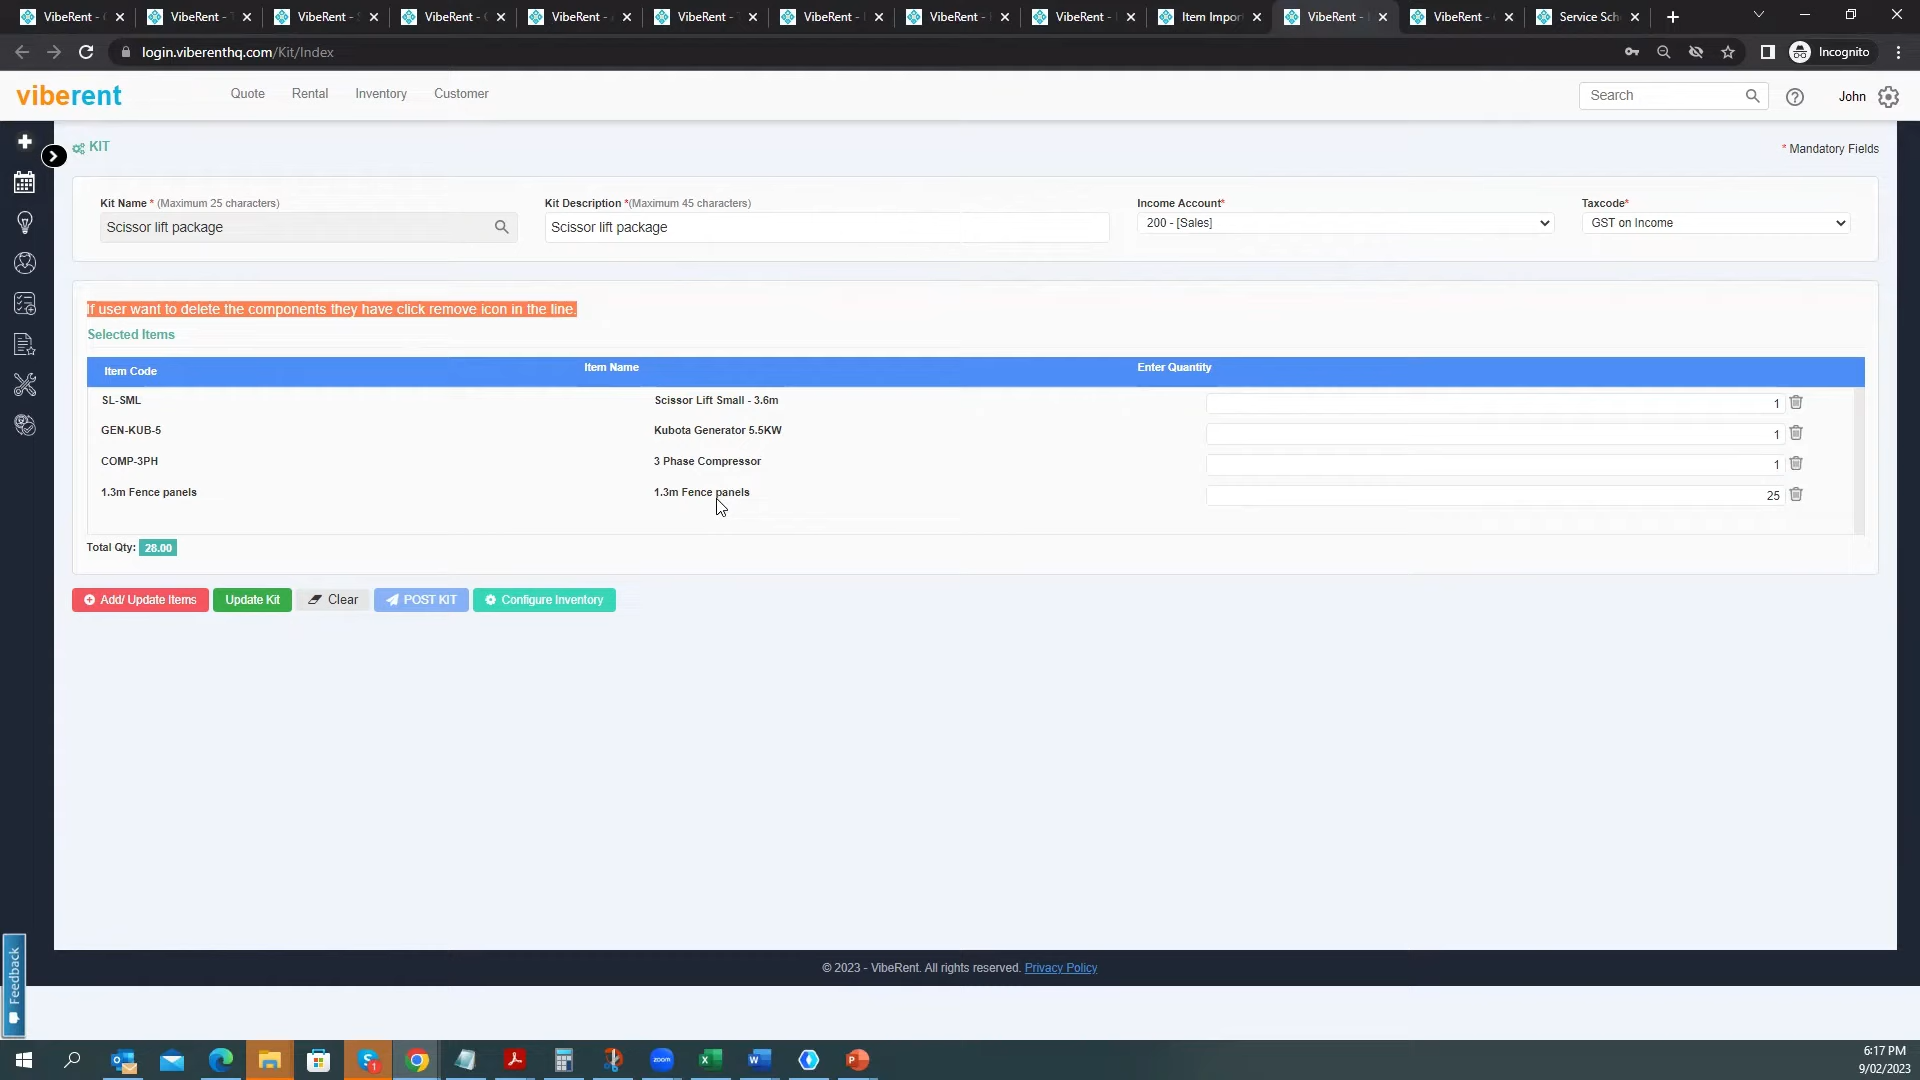 VibeRent - ( VibeRent - T VibeRent - S VibeRent - ( VibeRent - VibeRent - T VibeRent - VibeRent - VibeRent - Item Impor VibeRent - VibeRent - Service Sch
login.viberenthq.com/Kit/Index
Incognito
viberent
Quote Rental Inventory Customer
Search
John
KIT
* Mandatory Fields
Kit Name * (Maximum 25 characters) Kit Description *(Maximum 45 characters) Income Account* Taxcode*
Scissor lift package Scissor lift package 200 - [Sales] GST on Income
If user want to delete the components they have click remove icon in the line.
Selected Items
Item Code Item Name Enter Quantity
SL-SML Scissor Lift Small - 3.6m 1
GEN-KUB-5 Kubota Generator 5.5KW 1
COMP-3PH 3 Phase Compressor 1
1.3m Fence panels 1.3m Fence panels 25
Total Qty: 28.00
Add/ Update Items Update Kit Clear POST KIT Configure Inventory
Feedback
© 2023 - VibeRent. All rights reserved. Privacy Policy
6:17 PM
9/02/2023